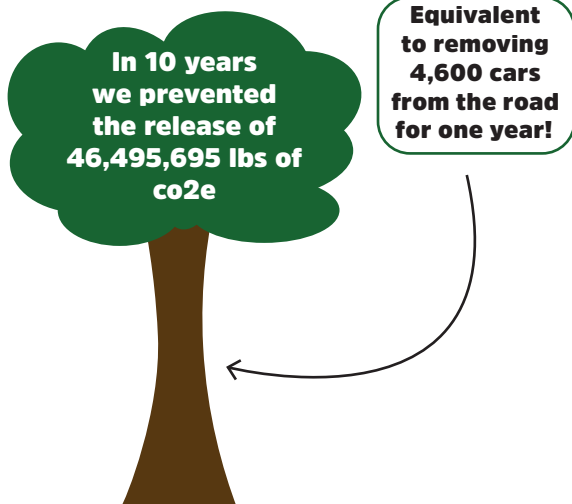 In 10 years
we prevented
the release of
46,495,695 lbs of
co2e
Equivalent
to removing
4,600 cars
from the road
for one year!